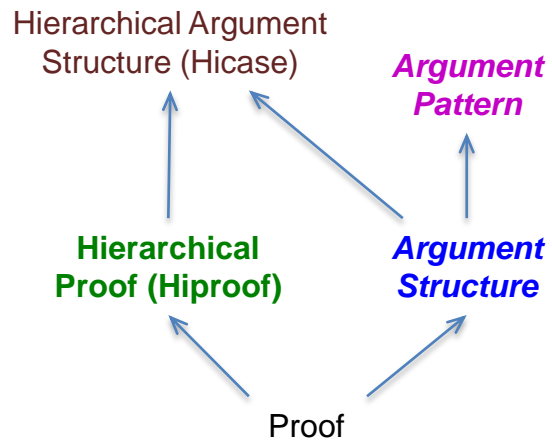 Hierarchical Argument
Structure (Hicase)
Argument
Pattern
Hierarchical
Proof (Hiproof)
Argument
Structure
Proof